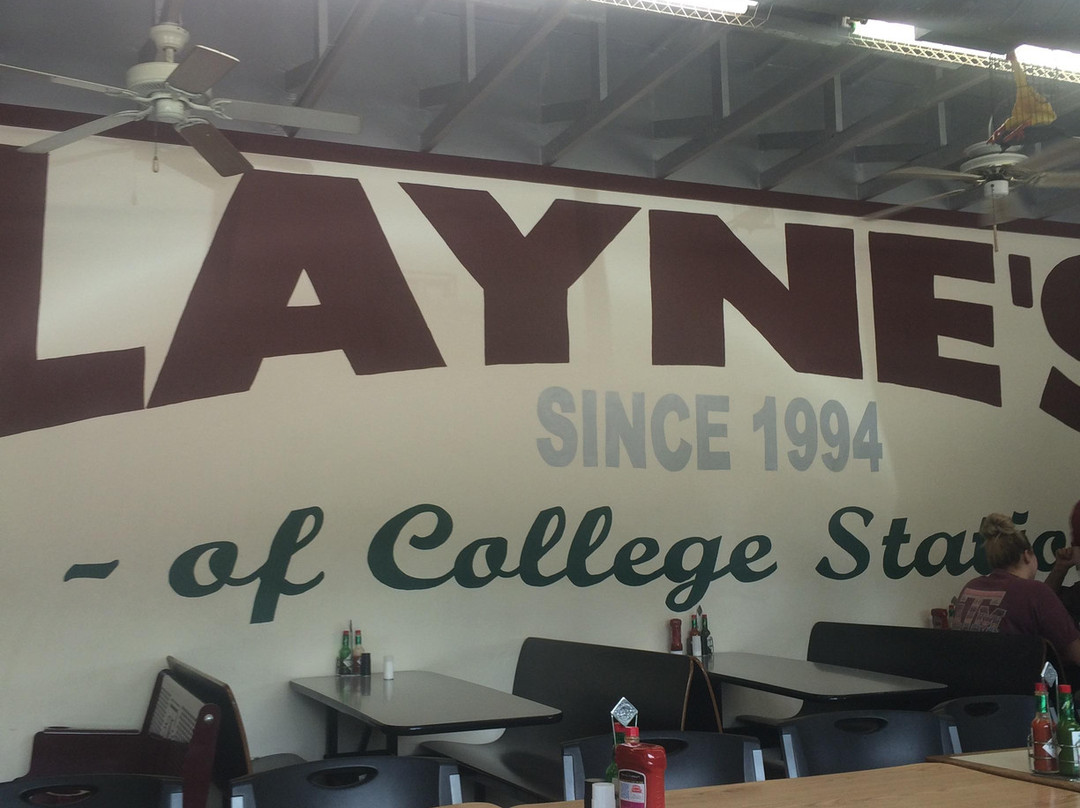 LAYNE'S
SINCE 1994
- of College Statio